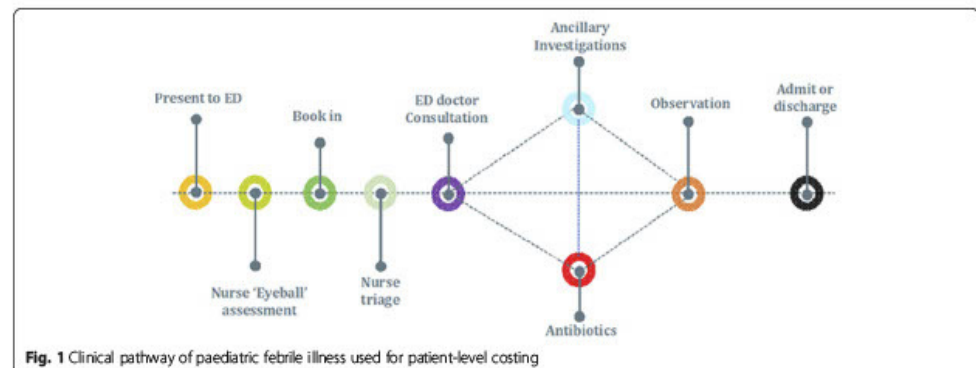 Ancillary
Investigations
Present to ED
Book in
ED doctor
Consultation
Observation
Admit or
discharge
Nurse ‘Eyeball’
assessment
Nurse
triage
Antibiotics
Fig. 1 Clinical pathway of paediatric febrile illness used for patient-level costing